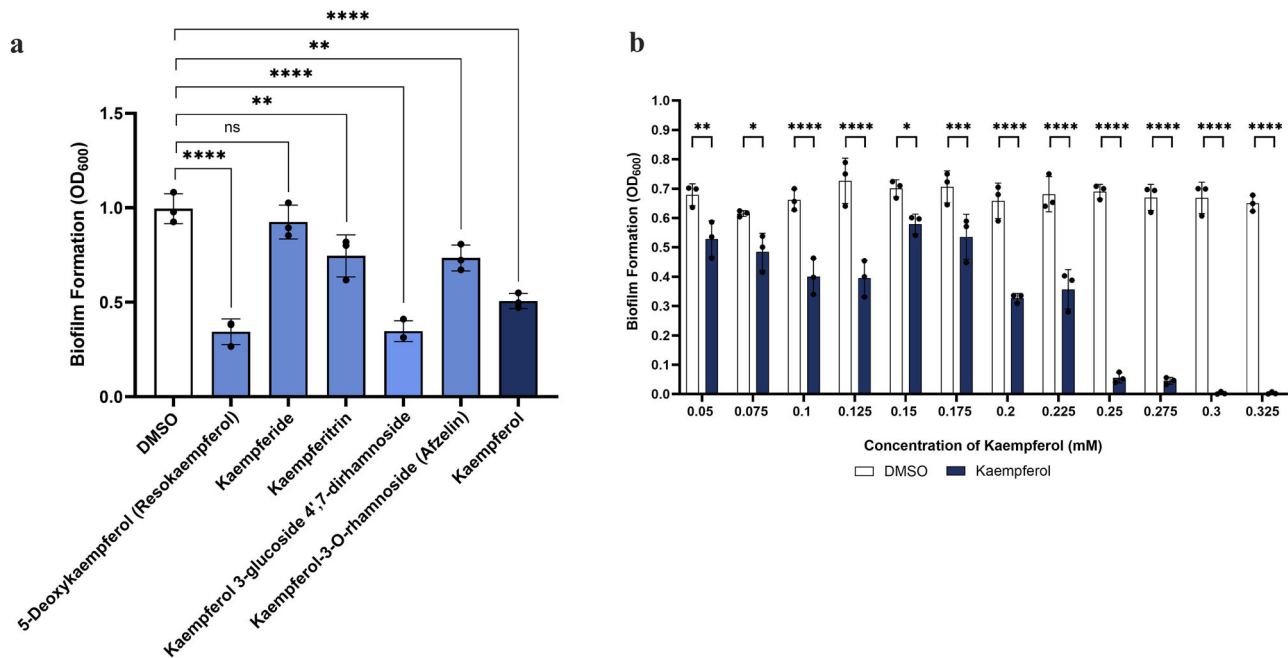 a
****
**
****
**
ns
****
1.5
1.0
0.5
0.0
Biofilm Formation (OD600)
DMSO
5-Deoxykaempferol (Resokaempferol)
Kaempferide
Kaempferitrin
Kaempferol 3-glucoside 4',7-dirhamnoside
Kaempferol-3-O-rhamnoside (Afzelin)
Kaempferol
b
1.0
0.9
0.8
0.7
0.6
0.5
0.4
0.3
0.2
0.1
0.0
Biofilm Formation (OD600)
** * **** **** * *** **** **** **** **** **** ****
0.05 0.075 0.1 0.125 0.15 0.175 0.2 0.225 0.25 0.275 0.3 0.325
Concentration of Kaempferol (mM)
DMSO Kaempferol